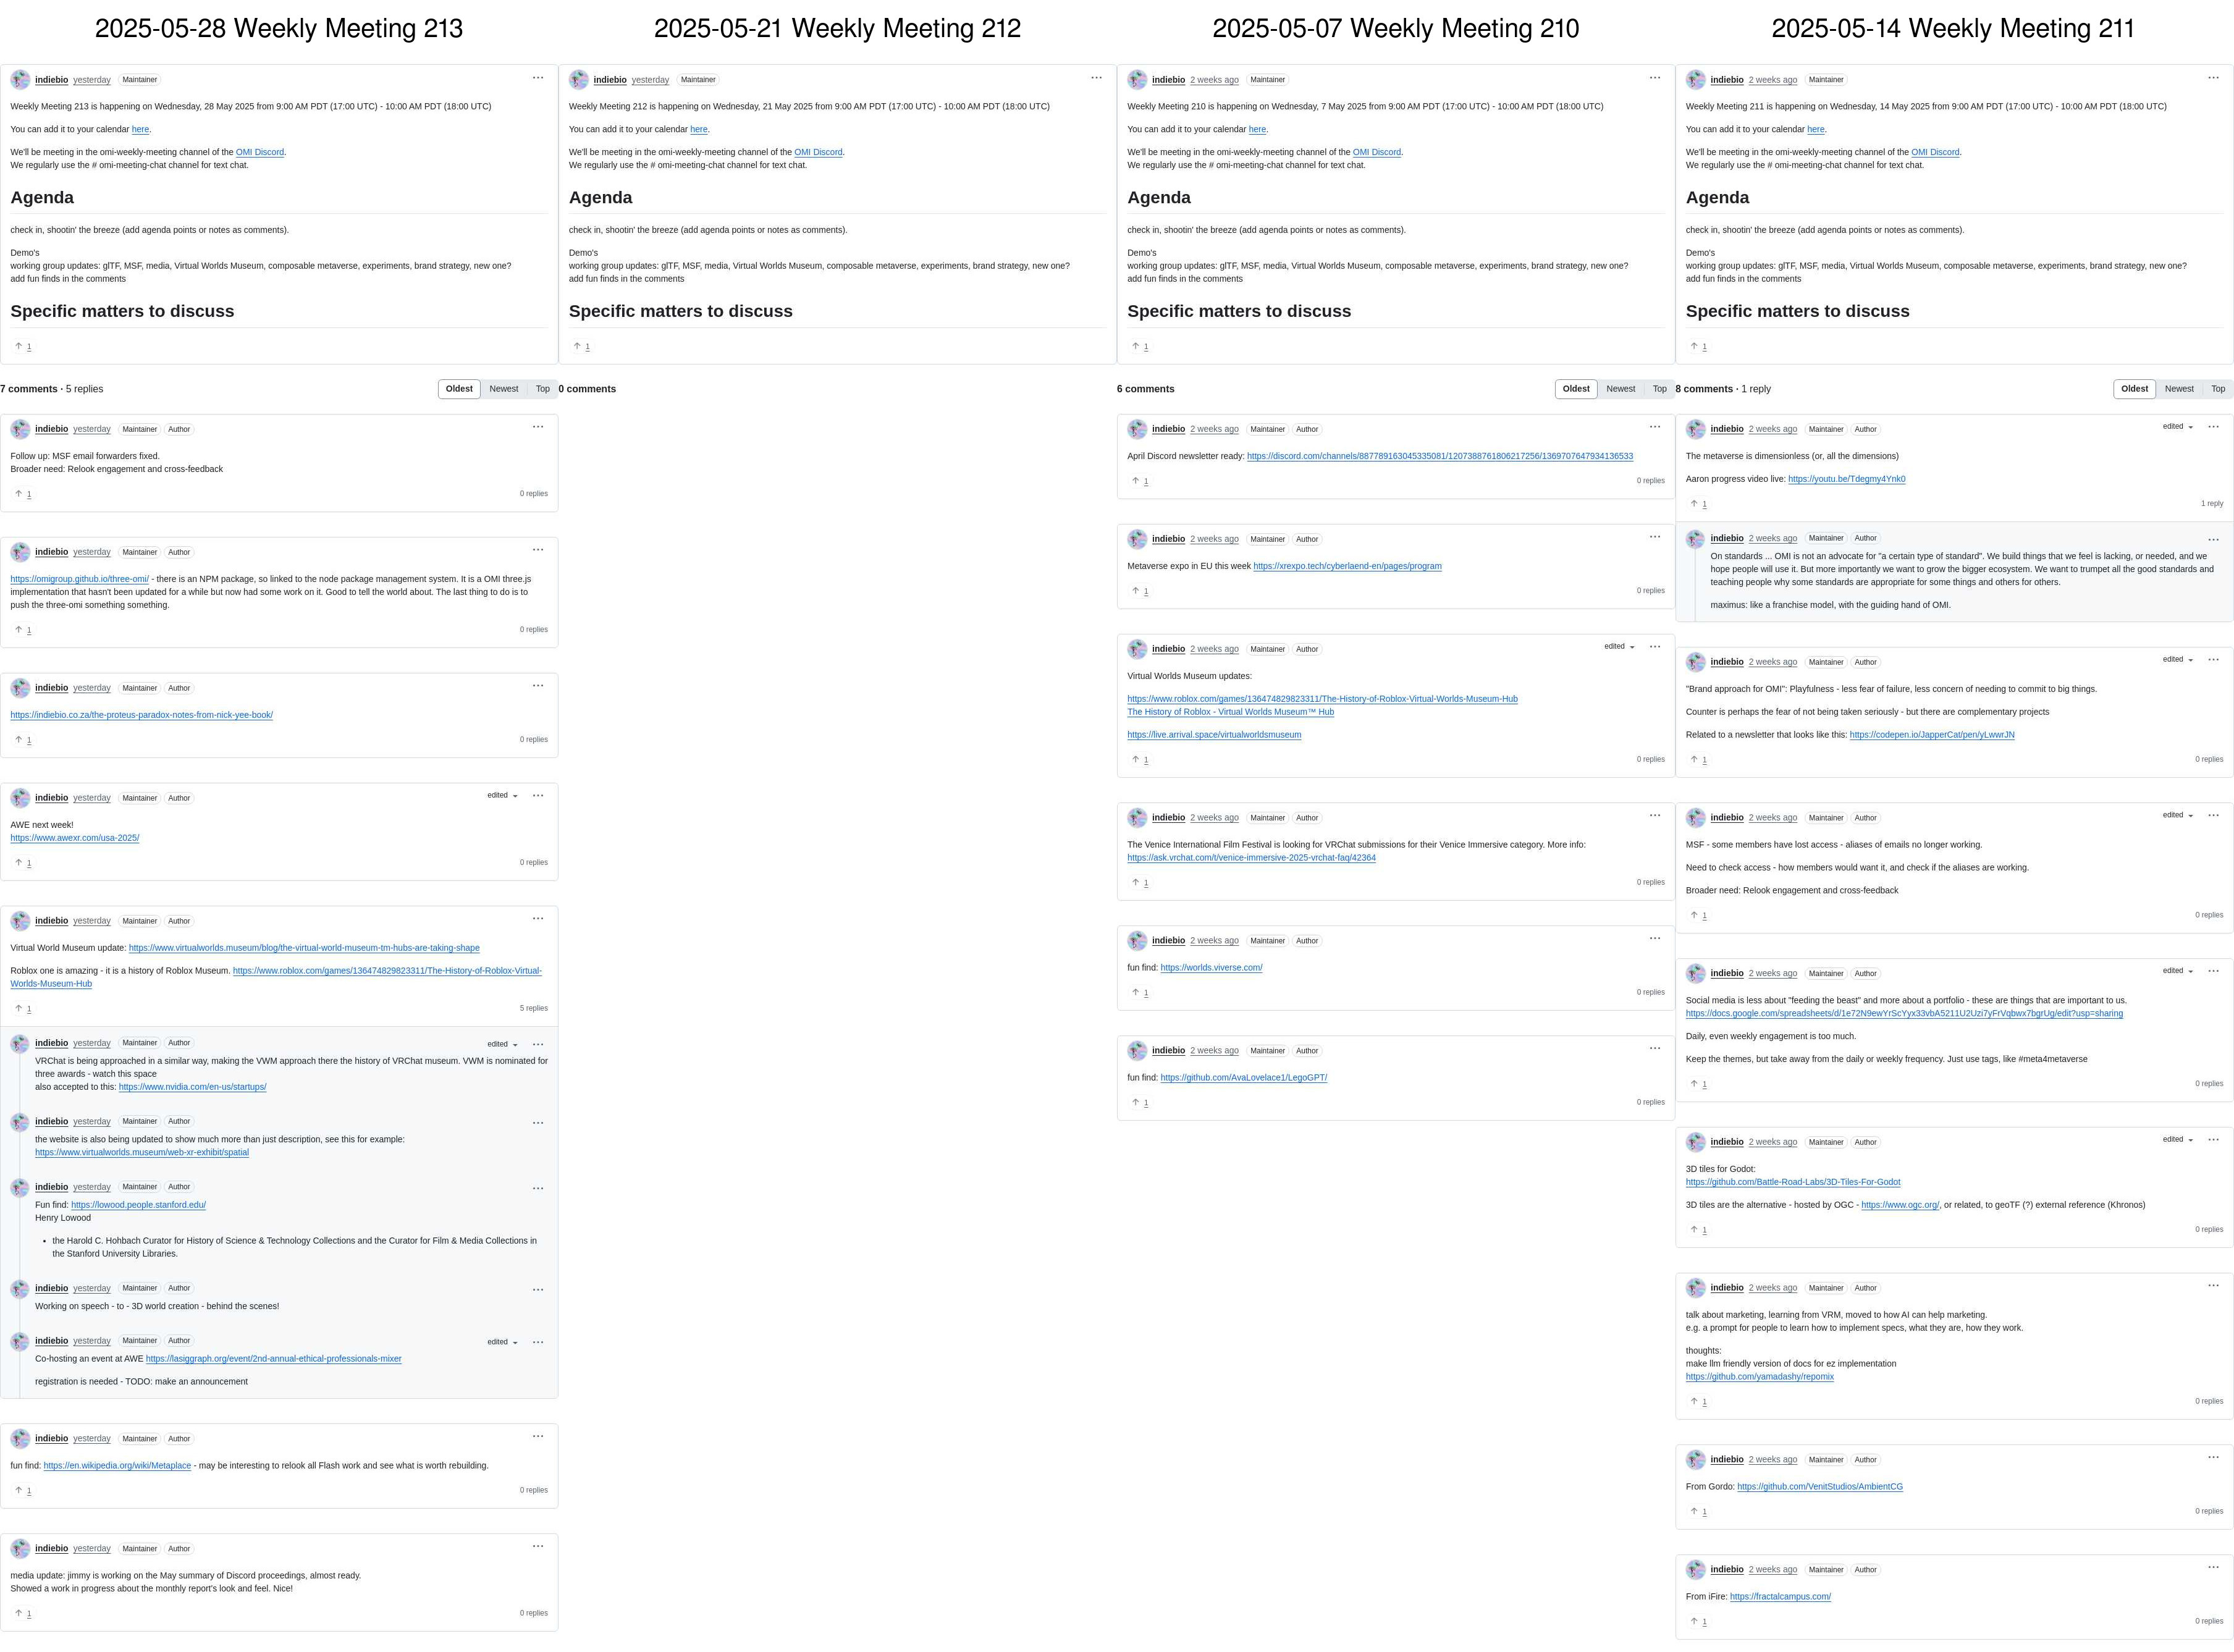 2025-05-28 Weekly Meeting 213
indiebio yesterday Maintainer
Weekly Meeting 213 is happening on Wednesday, 28 May 2025 from 9:00 AM PDT (17:00 UTC) - 10:00 AM PDT (18:00 UTC)
You can add it to your calendar here.
We'll be meeting in the omi-weekly-meeting channel of the OMI Discord.
We regularly use the # omi-meeting-chat channel for text chat.
Agenda
check in, shootin' the breeze (add agenda points or notes as comments).
Demo's
working group updates: glTF, MSF, media, Virtual Worlds Museum, composable metaverse, experiments, brand strategy, new one?
add fun finds in the comments
Specific matters to discuss
1
7 comments · 5 replies
Oldest Newest Top
indiebio yesterday Maintainer Author
Follow up: MSF email forwarders fixed.
Broader need: Relook engagement and cross-feedback
1 0 replies
indiebio yesterday Maintainer Author
https://omigroup.github.io/three-omi/ - there is an NPM package, so linked to the node package management system. It is a OMI three.js
implementation that hasn't been updated for a while but now had some work on it. Good to tell the world about. The last thing to do is to
push the three-omi something something.
1 0 replies
indiebio yesterday Maintainer Author
https://indiebio.co.za/the-proteus-paradox-notes-from-nick-yee-book/
1 0 replies
indiebio yesterday Maintainer Author edited
AWE next week!
https://www.awexr.com/usa-2025/
1 0 replies
indiebio yesterday Maintainer Author
Virtual World Museum update: https://www.virtualworlds.museum/blog/the-virtual-world-museum-tm-hubs-are-taking-shape
Roblox one is amazing - it is a history of Roblox Museum. https://www.roblox.com/games/136474829823311/The-History-of-Roblox-Virtual-
Worlds-Museum-Hub
1 5 replies
indiebio yesterday Maintainer Author edited
VRChat is being approached in a similar way, making the VWM approach there the history of VRChat museum. VWM is nominated for
three awards - watch this space
also accepted to this: https://www.nvidia.com/en-us/startups/
indiebio yesterday Maintainer Author
the website is also being updated to show much more than just description, see this for example:
https://www.virtualworlds.museum/web-xr-exhibit/spatial
indiebio yesterday Maintainer Author
Fun find: https://lowood.people.stanford.edu/
Henry Lowood
• the Harold C. Hohbach Curator for History of Science & Technology Collections and the Curator for Film & Media Collections in
the Stanford University Libraries.
indiebio yesterday Maintainer Author
Working on speech - to - 3D world creation - behind the scenes!
indiebio yesterday Maintainer Author edited
Co-hosting an event at AWE https://lasiggraph.org/event/2nd-annual-ethical-professionals-mixer
registration is needed - TODO: make an announcement
indiebio yesterday Maintainer Author
fun find: https://en.wikipedia.org/wiki/Metaplace - may be interesting to relook all Flash work and see what is worth rebuilding.
1 0 replies
indiebio yesterday Maintainer Author
media update: jimmy is working on the May summary of Discord proceedings, almost ready.
Showed a work in progress about the monthly report's look and feel. Nice!
1 0 replies
2025-05-21 Weekly Meeting 212
indiebio yesterday Maintainer
Weekly Meeting 212 is happening on Wednesday, 21 May 2025 from 9:00 AM PDT (17:00 UTC) - 10:00 AM PDT (18:00 UTC)
You can add it to your calendar here.
We'll be meeting in the omi-weekly-meeting channel of the OMI Discord.
We regularly use the # omi-meeting-chat channel for text chat.
Agenda
check in, shootin' the breeze (add agenda points or notes as comments).
Demo's
working group updates: glTF, MSF, media, Virtual Worlds Museum, composable metaverse, experiments, brand strategy, new one?
add fun finds in the comments
Specific matters to discuss
1
0 comments
2025-05-07 Weekly Meeting 210
indiebio 2 weeks ago Maintainer
Weekly Meeting 210 is happening on Wednesday, 7 May 2025 from 9:00 AM PDT (17:00 UTC) - 10:00 AM PDT (18:00 UTC)
You can add it to your calendar here.
We'll be meeting in the omi-weekly-meeting channel of the OMI Discord.
We regularly use the # omi-meeting-chat channel for text chat.
Agenda
check in, shootin' the breeze (add agenda points or notes as comments).
Demo's
working group updates: glTF, MSF, media, Virtual Worlds Museum, composable metaverse, experiments, brand strategy, new one?
add fun finds in the comments
Specific matters to discuss
1
6 comments
Oldest Newest Top
indiebio 2 weeks ago Maintainer Author
April Discord newsletter ready: https://discord.com/channels/887789163045335081/1207388761806217256/1369707647934136533
1 0 replies
indiebio 2 weeks ago Maintainer Author
Metaverse expo in EU this week https://xrexpo.tech/cyberlaend-en/pages/program
1 0 replies
indiebio 2 weeks ago Maintainer Author edited
Virtual Worlds Museum updates:
https://www.roblox.com/games/136474829823311/The-History-of-Roblox-Virtual-Worlds-Museum-Hub
The History of Roblox - Virtual Worlds Museum™ Hub
https://live.arrival.space/virtualworldsmuseum
1 0 replies
indiebio 2 weeks ago Maintainer Author
The Venice International Film Festival is looking for VRChat submissions for their Venice Immersive category. More info:
https://ask.vrchat.com/t/venice-immersive-2025-vrchat-faq/42364
1 0 replies
indiebio 2 weeks ago Maintainer Author
fun find: https://worlds.viverse.com/
1 0 replies
indiebio 2 weeks ago Maintainer Author
fun find: https://github.com/AvaLovelace1/LegoGPT/
1 0 replies
2025-05-14 Weekly Meeting 211
indiebio 2 weeks ago Maintainer
Weekly Meeting 211 is happening on Wednesday, 14 May 2025 from 9:00 AM PDT (17:00 UTC) - 10:00 AM PDT (18:00 UTC)
You can add it to your calendar here.
We'll be meeting in the omi-weekly-meeting channel of the OMI Discord.
We regularly use the # omi-meeting-chat channel for text chat.
Agenda
check in, shootin' the breeze (add agenda points or notes as comments).
Demo's
working group updates: glTF, MSF, media, Virtual Worlds Museum, composable metaverse, experiments, brand strategy, new one?
add fun finds in the comments
Specific matters to discuss
1
8 comments · 1 reply
Oldest Newest Top
indiebio 2 weeks ago Maintainer Author edited
The metaverse is dimensionless (or, all the dimensions)
Aaron progress video live: https://youtu.be/Tdegmy4Ynk0
1 1 reply
indiebio 2 weeks ago Maintainer Author
On standards ... OMI is not an advocate for "a certain type of standard". We build things that we feel is lacking, or needed, and we
hope people will use it. But more importantly we want to grow the bigger ecosystem. We want to trumpet all the good standards and
teaching people why some standards are appropriate for some things and others for others.
maximus: like a franchise model, with the guiding hand of OMI.
indiebio 2 weeks ago Maintainer Author edited
"Brand approach for OMI": Playfulness - less fear of failure, less concern of needing to commit to big things.
Counter is perhaps the fear of not being taken seriously - but there are complementary projects
Related to a newsletter that looks like this: https://codepen.io/JapperCat/pen/yLwwrJN
1 0 replies
indiebio 2 weeks ago Maintainer Author edited
MSF - some members have lost access - aliases of emails no longer working.
Need to check access - how members would want it, and check if the aliases are working.
Broader need: Relook engagement and cross-feedback
1 0 replies
indiebio 2 weeks ago Maintainer Author edited
Social media is less about "feeding the beast" and more about a portfolio - these are things that are important to us.
https://docs.google.com/spreadsheets/d/1e72N9ewYrScYyx33vbA5211U2Uzi7yFrVqbwx7bgrUg/edit?usp=sharing
Daily, even weekly engagement is too much.
Keep the themes, but take away from the daily or weekly frequency. Just use tags, like #meta4metaverse
1 0 replies
indiebio 2 weeks ago Maintainer Author edited
3D tiles for Godot:
https://github.com/Battle-Road-Labs/3D-Tiles-For-Godot
3D tiles are the alternative - hosted by OGC - https://www.ogc.org/, or related, to geoTF (?) external reference (Khronos)
1 0 replies
indiebio 2 weeks ago Maintainer Author
talk about marketing, learning from VRM, moved to how AI can help marketing.
e.g. a prompt for people to learn how to implement specs, what they are, how they work.
thoughts:
make llm friendly version of docs for ez implementation
https://github.com/yamadashy/repomix
1 0 replies
indiebio 2 weeks ago Maintainer Author
From Gordo: https://github.com/VenitStudios/AmbientCG
1 0 replies
indiebio 2 weeks ago Maintainer Author
From iFire: https://fractalcampus.com/
1 0 replies